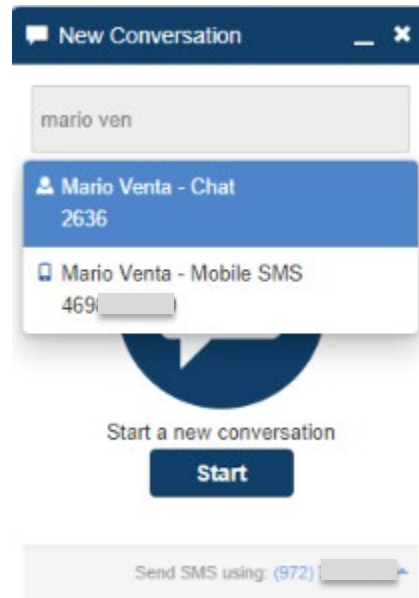 New Conversation
mario ven
Mario Venta - Chat
2636
Mario Venta - Mobile SMS
469
Start a new conversation
Start
Send SMS using: (972)